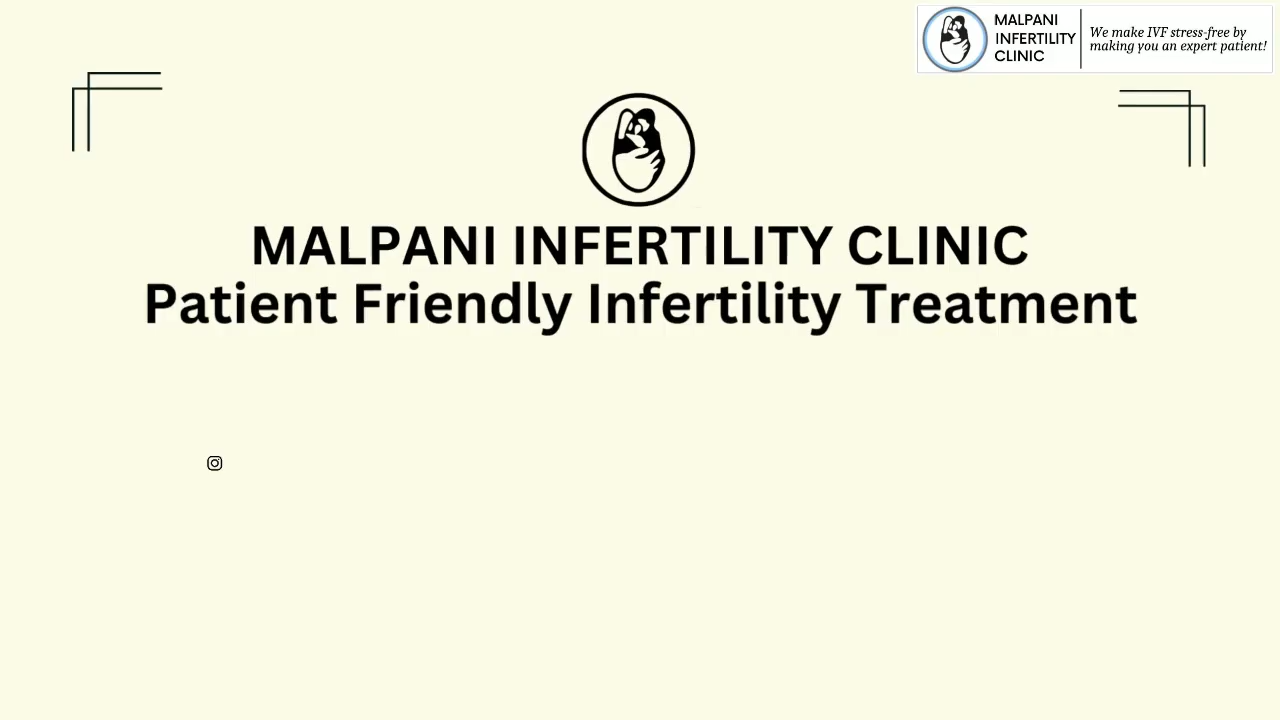 MALPANI
INFERTILITY
CLINIC
We make IVF stress-free by
making you an expert patient!
MALPANI INFERTILITY CLINIC
Patient Friendly Infertility Treatment